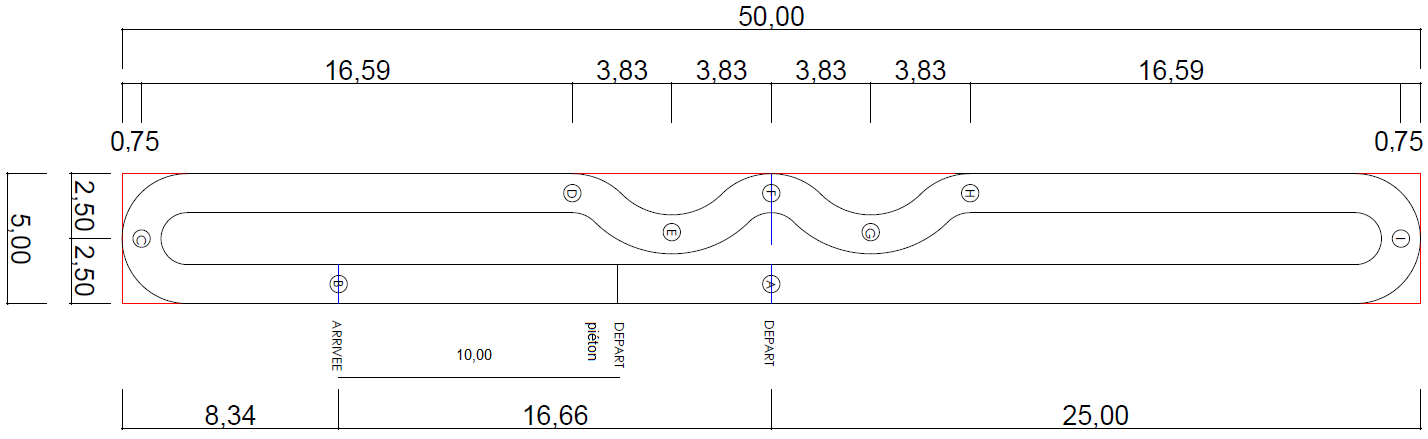 50,00
16,59 3,83 3,83 3,83 3,83 16,59
0,75 0,75
5,00
2,50 2,50
D F H
E G
C I
B A
ARRIVEE
DEPART
piéton
DEPART
10,00
8,34 16,66 25,00